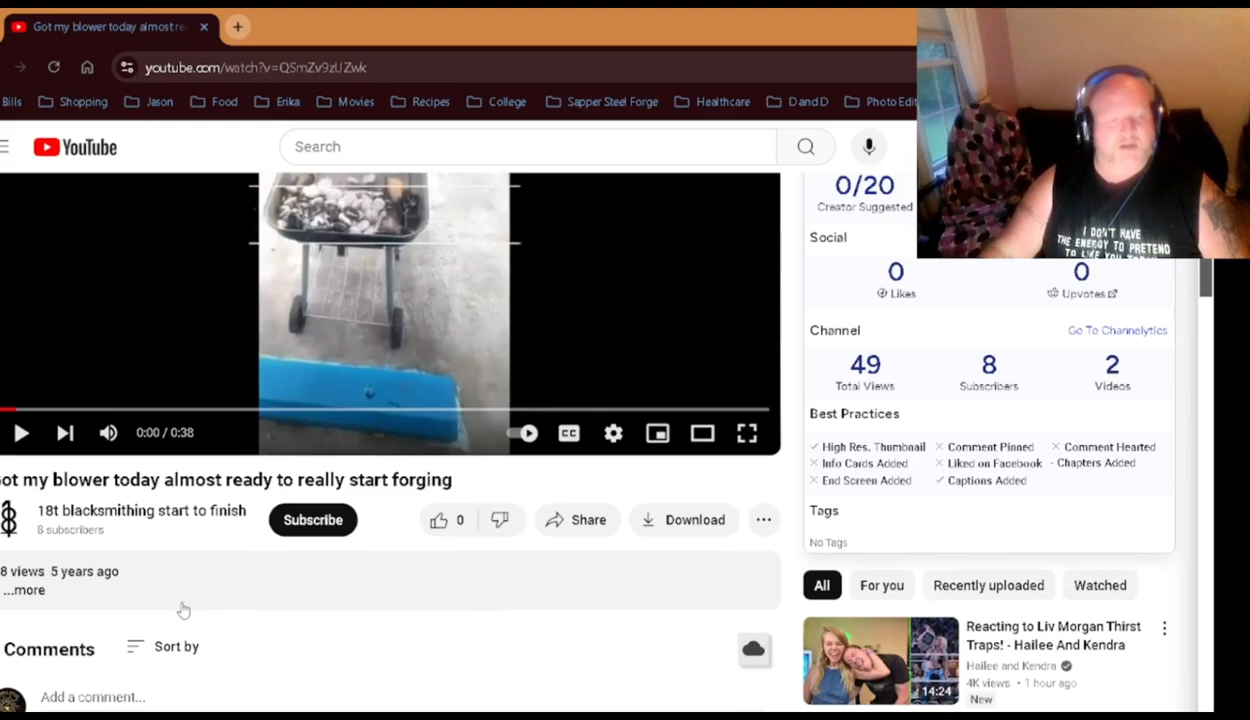 Got my blower today almost re
youtube.com/watch?v=QSmZv9zUZwk
Bills Shopping Jason Food Erika Movies Recipes College Sapper Steel Forge Healthcare D and D Photo Edit
YouTube
Search
I DON'T HAVE
THE ENERGY TO PRETEND
TO LIKE YOU TODAY
0/20
Creator Suggested
Social
0 0
Likes Upvotes
Channel Go To Channelytics
49 8 2
Total Views Subscribers Videos
Best Practices
High Res. Thumbnail Comment Pinned Comment Hearted
Info Cards Added Liked on Facebook - Chapters Added
End Screen Added Captions Added
Tags
No Tags
0:00 / 0:38
CC
ot my blower today almost ready to really start forging
18t blacksmithing start to finish
8 subscribers
Subscribe
0
Share
Download
8 views 5 years ago
...more
Comments
Sort by
Add a comment...
All For you Recently uploaded Watched
14:24
Reacting to Liv Morgan Thirst
Traps! - Hailee And Kendra
Hailee and Kendra
4K views • 1 hour ago
New